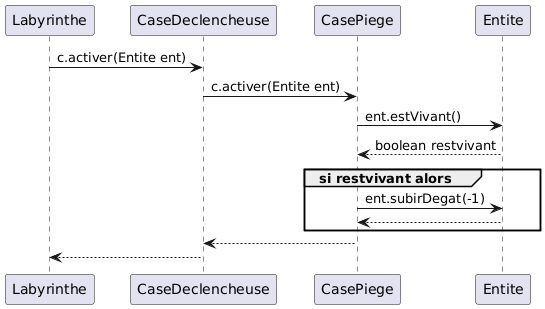 Labyrinthe CaseDeclencheuse CasePiege Entite
c.activer(Entite ent)
c.activer(Entite ent)
ent.estVivant()
boolean restvivant
si restvivant alors
ent.subirDegat(-1)
Labyrinthe CaseDeclencheuse CasePiege Entite